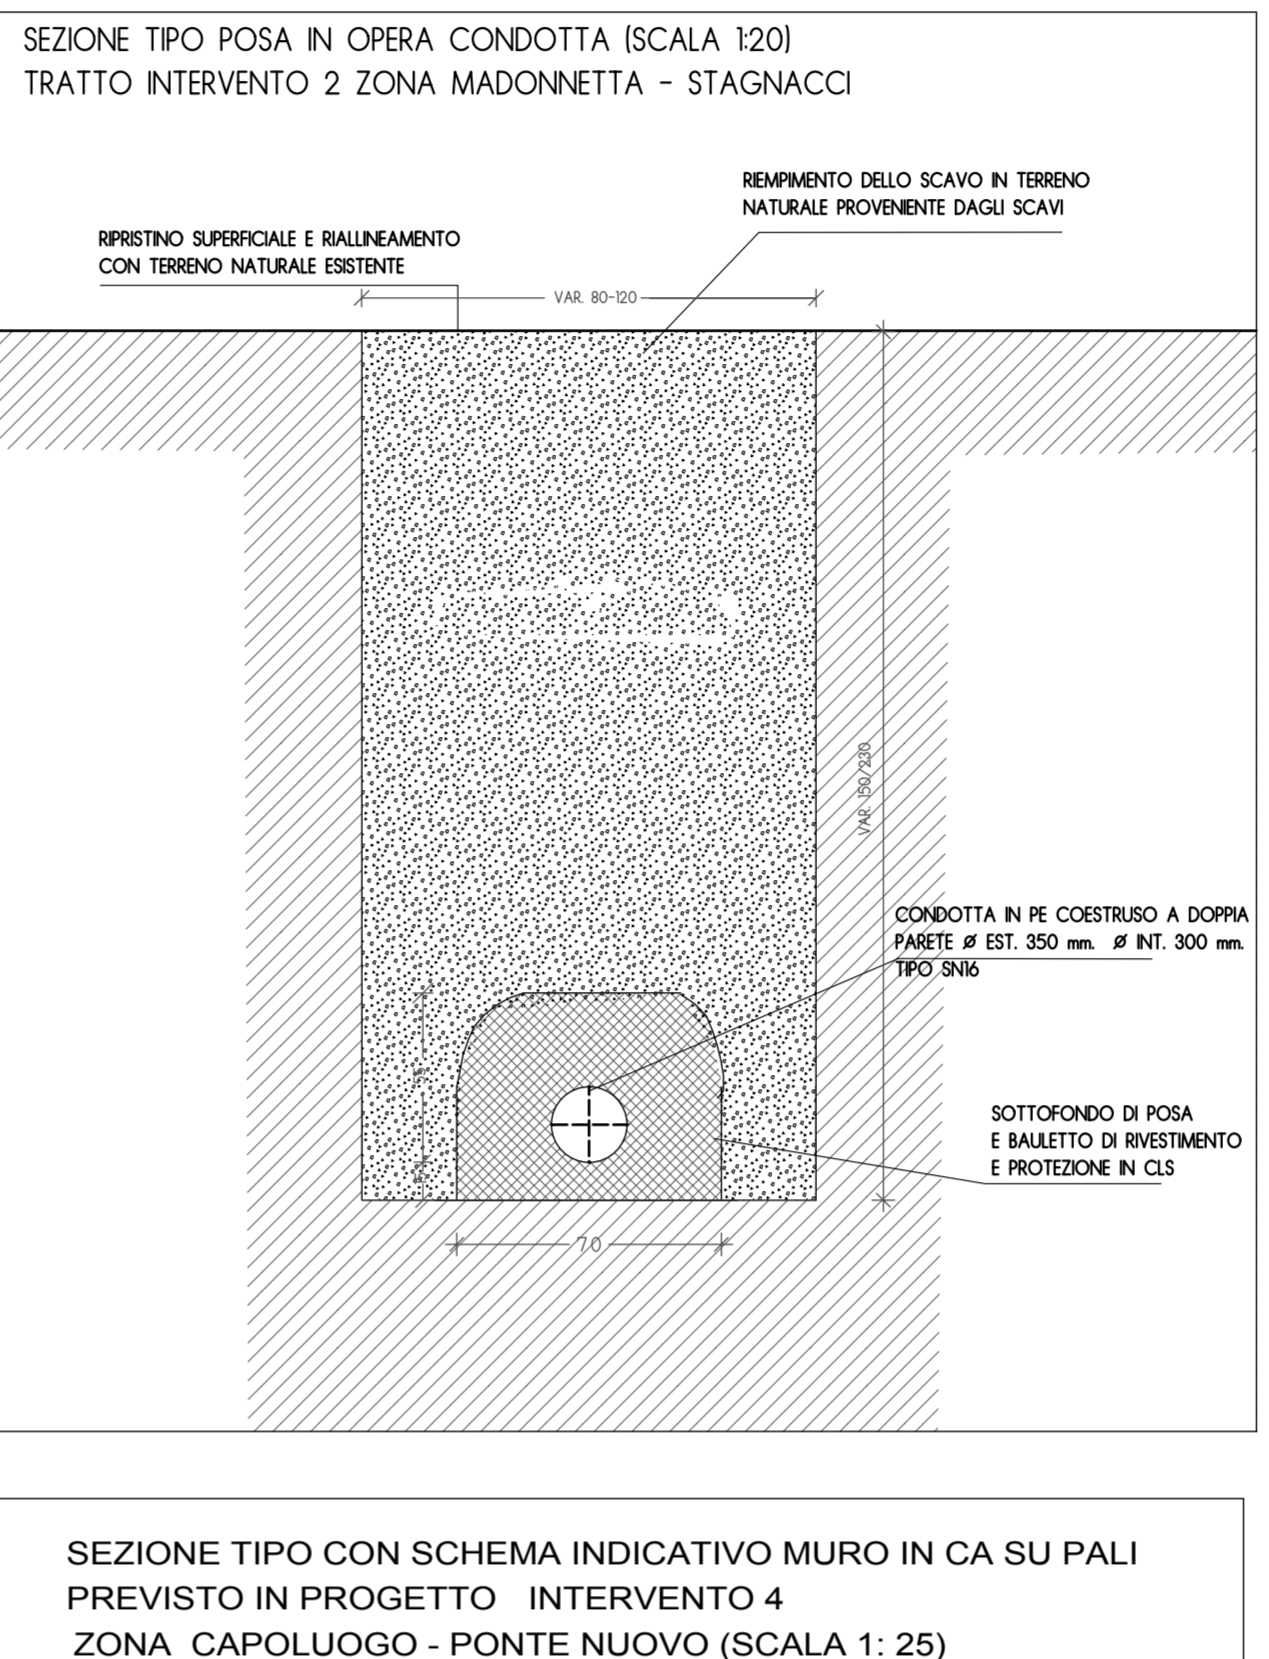 SEZIONE TIPO POSA IN OPERA CONDOTTA (SCALA 1:20)
TRATTO INTERVENTO 2 ZONA MADONNETTA - STAGNACCI
RIEMPIMENTO DELLO SCAVO IN TERRENO
NATURALE PROVENIENTE DAGLI SCAVI
RIPRISTINO SUPERFICIALE E RIALLINEAMENTO
CON TERRENO NATURALE ESISTENTE
VAR. 80-120
VAR. 150/230
CONDOTTA IN PE COESTRUSO A DOPPIA
PARETE Ø EST. 350 mm. Ø INT. 300 mm.
TIPO SN16
SOTTOFONDO DI POSA
E BAULETTO DI RIVESTIMENTO
E PROTEZIONE IN CLS
70
SEZIONE TIPO CON SCHEMA INDICATIVO MURO IN CA SU PALI
PREVISTO IN PROGETTO INTERVENTO 4
ZONA CAPOLUOGO - PONTE NUOVO (SCALA 1: 25)